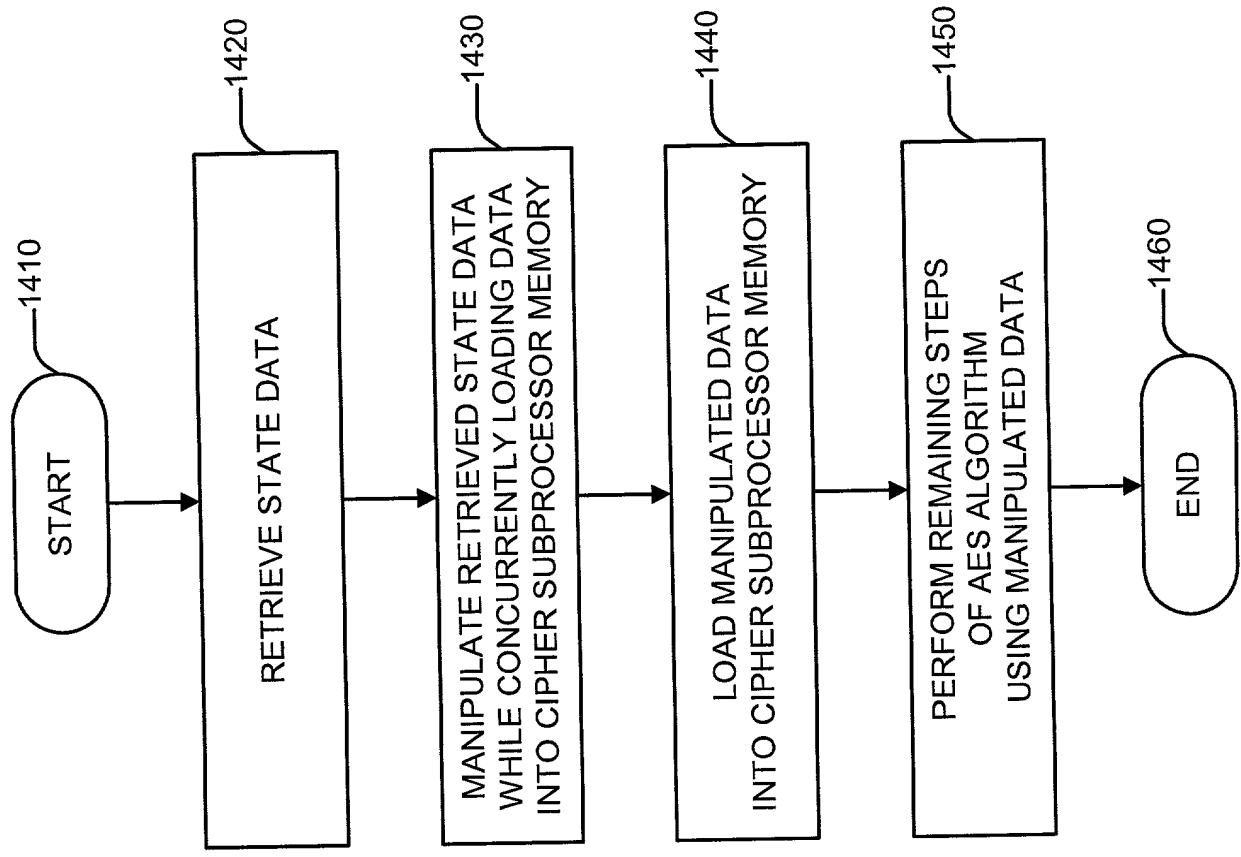 START
1410
RETRIEVE STATE DATA
1420
MANIPULATE RETRIEVED STATE DATA
WHILE CONCURRENTLY LOADING DATA
INTO CIPHER SUBPROCESSOR MEMORY
1430
LOAD MANIPULATED DATA
INTO CIPHER SUBPROCESSOR MEMORY
1440
PERFORM REMAINING STEPS
OF AES ALGORITHM
USING MANIPULATED DATA
1450
END
1460